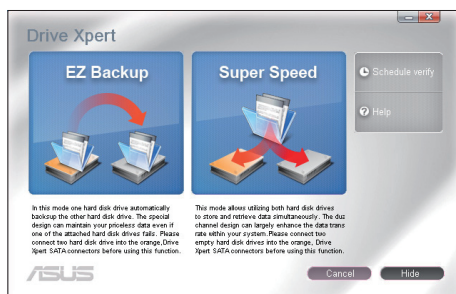 Drive Xpert
EZ Backup
In this mode one hard disk drive automatically
backsup the other hard disk drive. The special
design can maintain your priceless data even if
one of the attached hard disk drives fails. Please
connect two hard disk drive into the orange, Drive
Xpert SATA connectors before using this function.
Super Speed
This mode allows utilizing both hard disk drives
to store and retrieve data simultaneously. The dua
channel design can largely enhance the data trans
rate within your system. Please connect two
empty hard disk drives into the orange, Drive
Xpert SATA connectors before using this function.
Schedule verify
Help
ASUS
Cancel
Hide